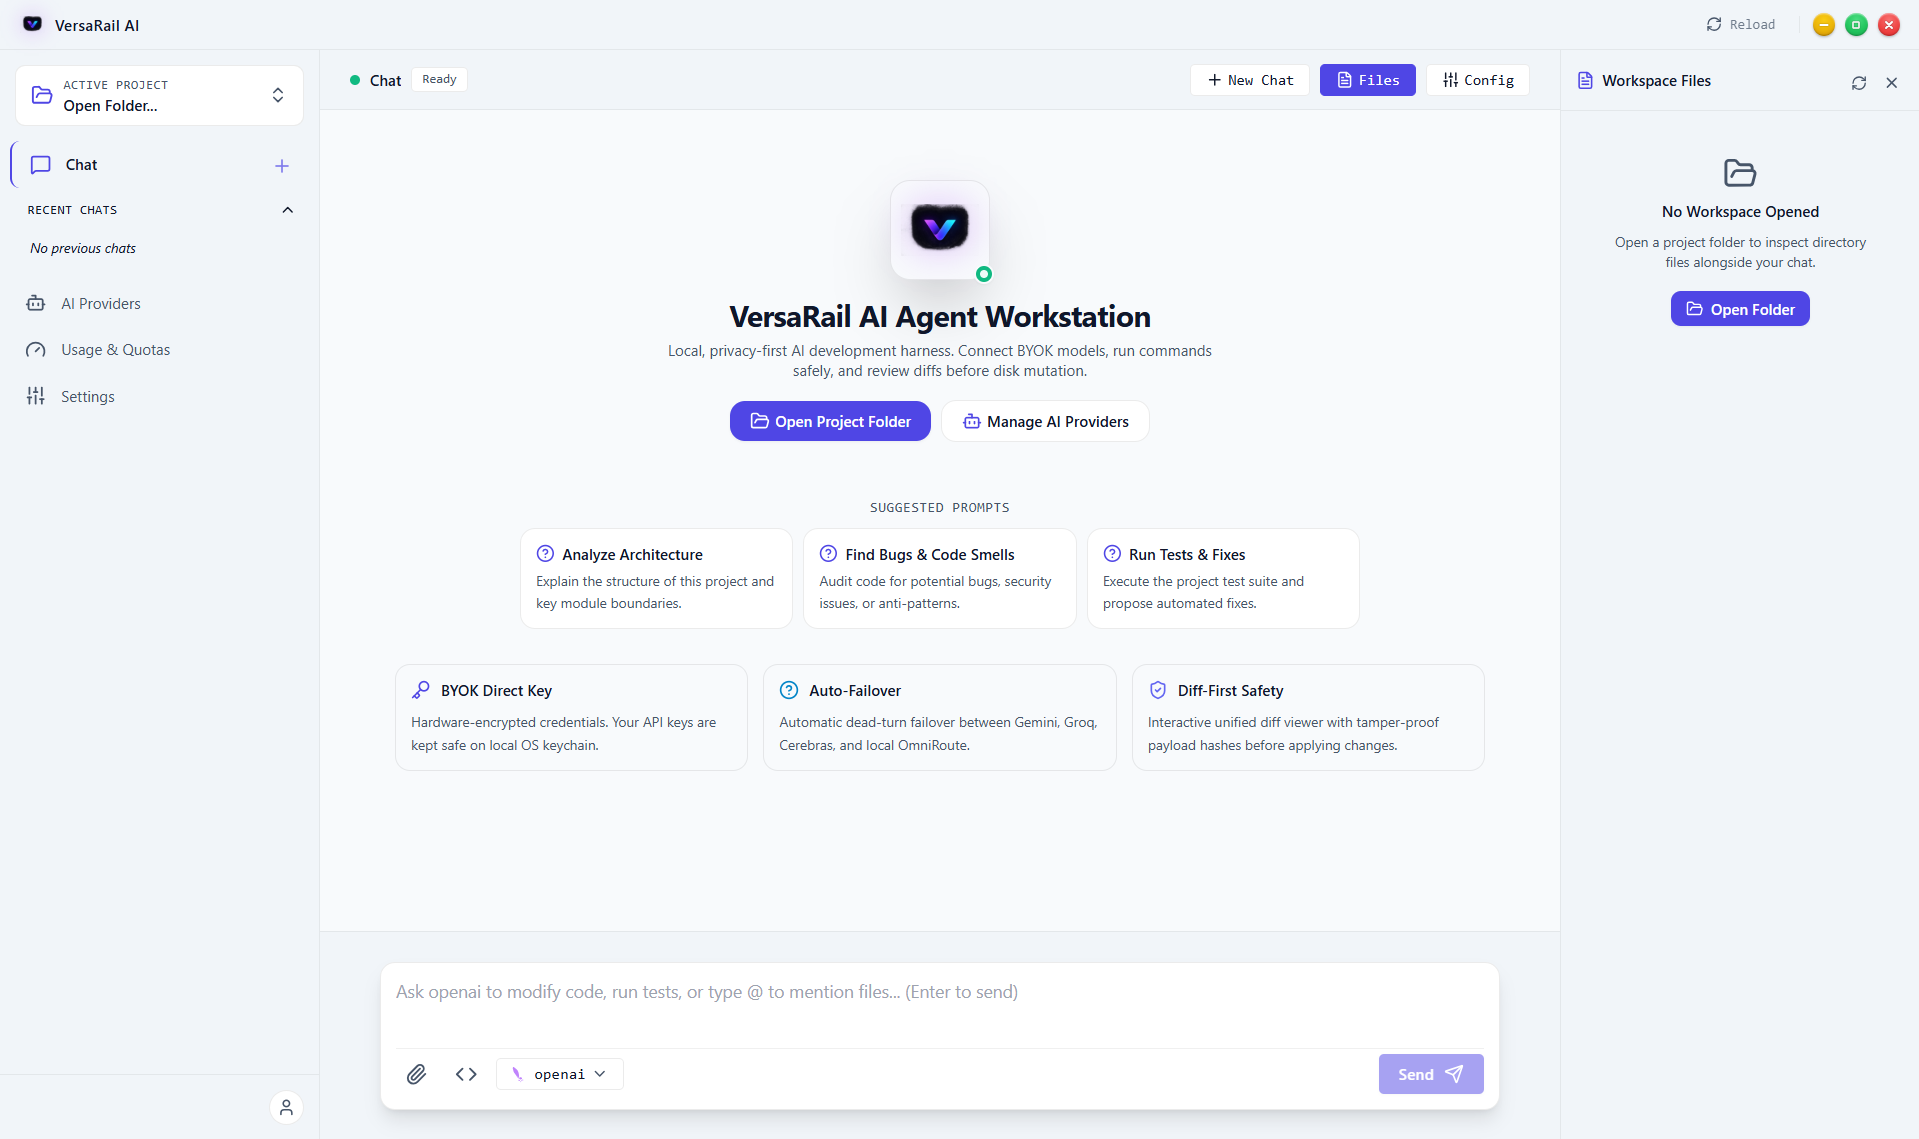 VersaRail AI
Reload
ACTIVE PROJECT
Open Folder...
Chat
RECENT CHATS
No previous chats
AI Providers
Usage & Quotas
Settings
Chat
Ready
New Chat
Files
Config
VersaRail AI Agent Workstation
Local, privacy-first AI development harness. Connect BYOK models, run commands
safely, and review diffs before disk mutation.
Open Project Folder
Manage AI Providers
SUGGESTED PROMPTS
Analyze Architecture
Explain the structure of this project and
key module boundaries.
Find Bugs & Code Smells
Audit code for potential bugs, security
issues, or anti-patterns.
Run Tests & Fixes
Execute the project test suite and
propose automated fixes.
BYOK Direct Key
Hardware-encrypted credentials. Your API keys are
kept safe on local OS keychain.
Auto-Failover
Automatic dead-turn failover between Gemini, Groq,
Cerebras, and local OmniRoute.
Diff-First Safety
Interactive unified diff viewer with tamper-proof
payload hashes before applying changes.
Ask openai to modify code, run tests, or type @ to mention files... (Enter to send)
openai
Send
Workspace Files
No Workspace Opened
Open a project folder to inspect directory
files alongside your chat.
Open Folder